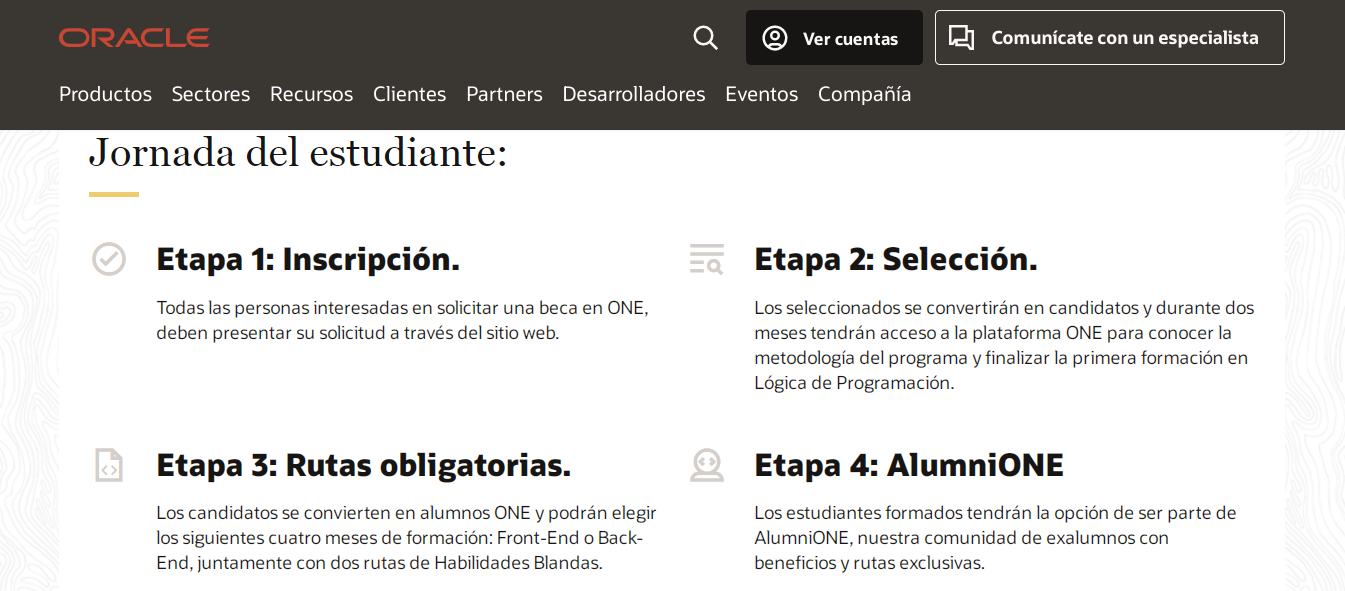 ORACLE
Ver cuentas
Comunícate con un especialista
Productos Sectores Recursos Clientes Partners Desarrolladores Eventos Compañía
Jornada del estudiante:
Etapa 1: Inscripción.
Todas las personas interesadas en solicitar una beca en ONE,
deben presentar su solicitud a través del sitio web.
Etapa 2: Selección.
Los seleccionados se convertirán en candidatos y durante dos
meses tendrán acceso a la plataforma ONE para conocer la
metodología del programa y finalizar la primera formación en
Lógica de Programación.
Etapa 3: Rutas obligatorias.
Los candidatos se convierten en alumnos ONE y podrán elegir
los siguientes cuatro meses de formación: Front-End o Back-
End, juntamente con dos rutas de Habilidades Blandas.
Etapa 4: AlumniONE
Los estudiantes formados tendrán la opción de ser parte de
AlumniONE, nuestra comunidad de exalumnos con
beneficios y rutas exclusivas.